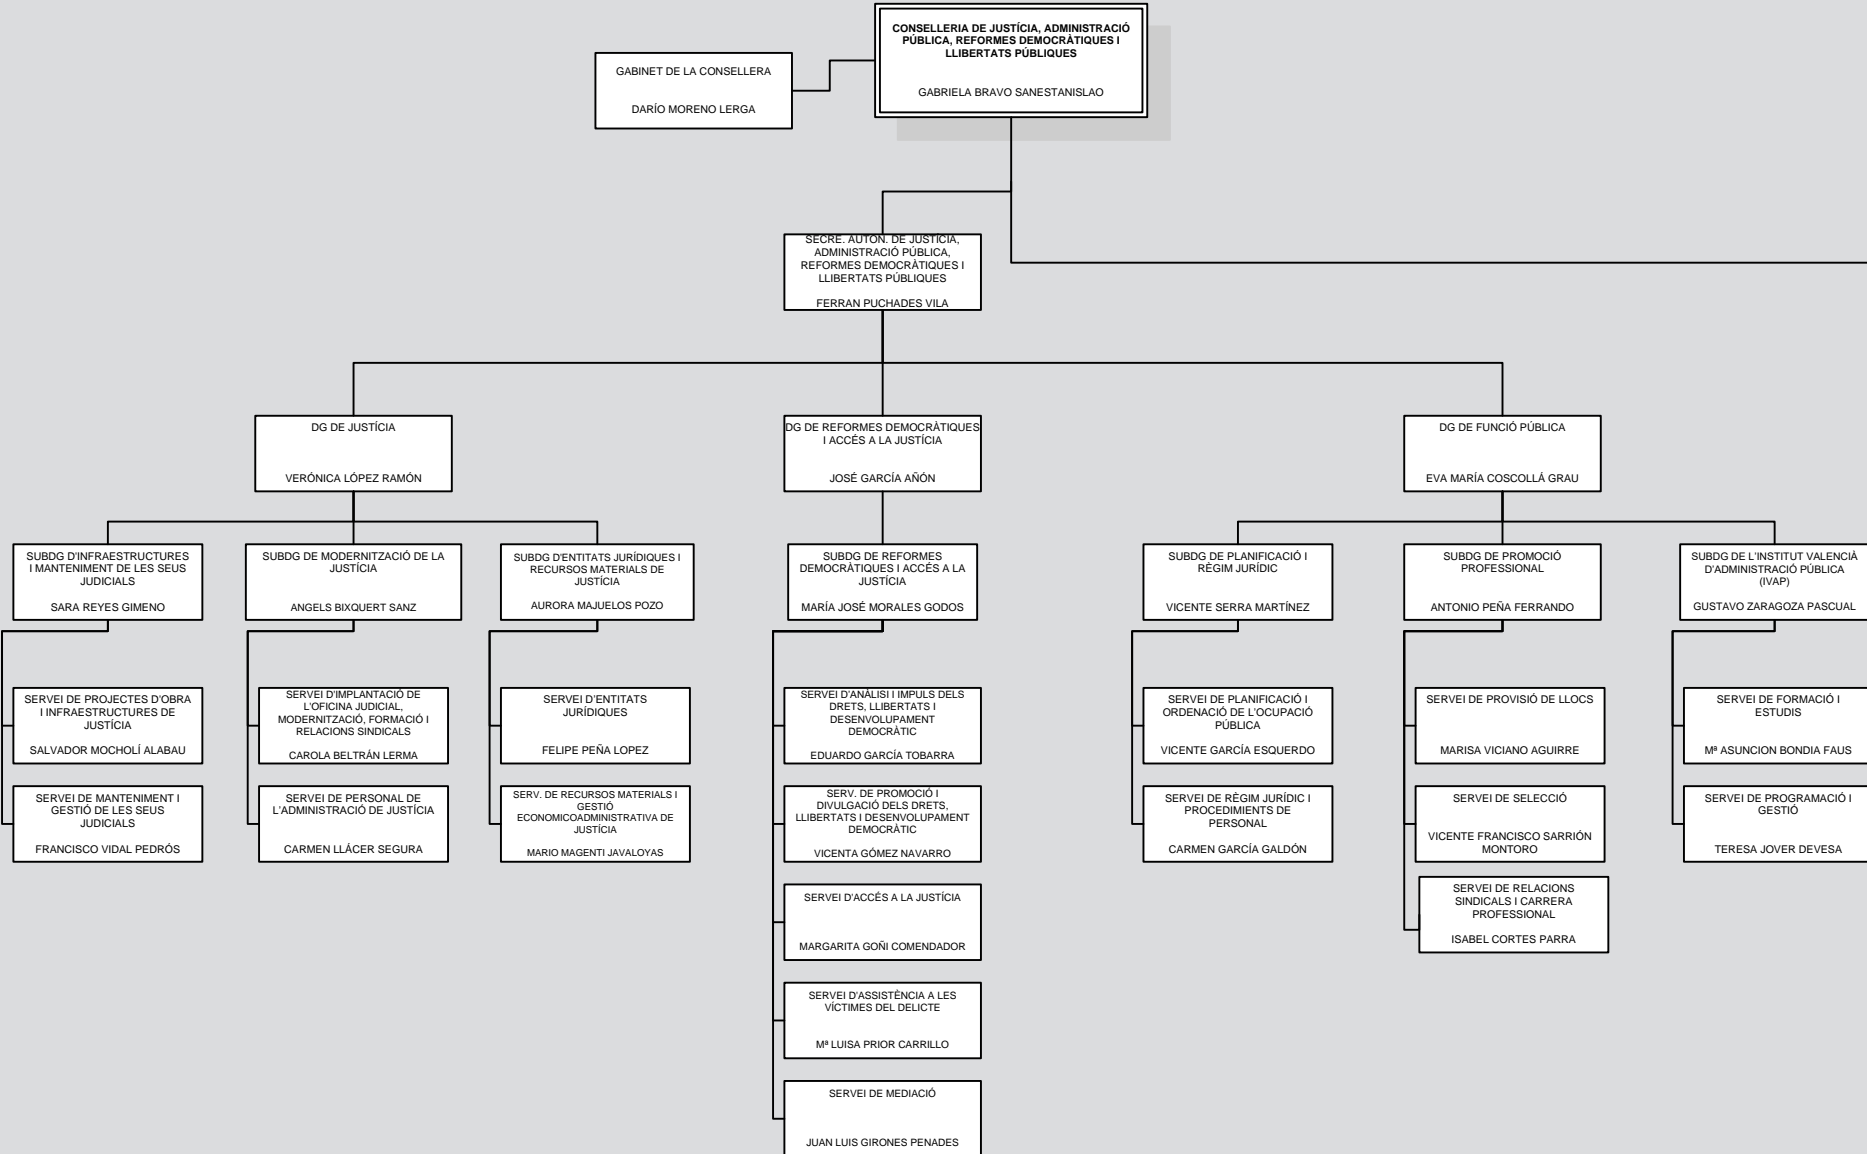 CONSELLERIA DE JUSTÍCIA, ADMINISTRACIÓ
PÚBLICA, REFORMES DEMOCRÀTIQUES I
LLIBERTATS PÚBLIQUES
GABRIELA BRAVO SANESTANISLAO
GABINET DE LA CONSELLERA
DARÍO MORENO LERGA
SECRE. AUTON. DE JUSTÍCIA,
ADMINISTRACIÓ PÚBLICA,
REFORMES DEMOCRÀTIQUES I
LLIBERTATS PÚBLIQUES
FERRAN PUCHADES VILA
DG DE JUSTÍCIA
VERÓNICA LÓPEZ RAMÓN
DG DE REFORMES DEMOCRÀTIQUES
I ACCÉS A LA JUSTÍCIA
JOSÉ GARCÍA AÑÓN
DG DE FUNCIÓ PÚBLICA
EVA MARÍA COSCOLLÁ GRAU
SUBDG D'INFRAESTRUCTURES
I MANTENIMENT DE LES SEUS
JUDICIALS
SARA REYES GIMENO
SUBDG DE MODERNITZACIÓ DE LA
JUSTÍCIA
ANGELS BIXQUERT SANZ
SUBDG D'ENTITATS JURÍDIQUES I
RECURSOS MATERIALS DE
JUSTÍCIA
AURORA MAJUELOS POZO
SUBDG DE REFORMES
DEMOCRÀTIQUES I ACCÉS A LA
JUSTÍCIA
MARÍA JOSÉ MORALES GODOS
SUBDG DE PLANIFICACIÓ I
RÈGIM JURÍDIC
VICENTE SERRA MARTÍNEZ
SUBDG DE PROMOCIÓ
PROFESSIONAL
ANTONIO PEÑA FERRANDO
SUBDG DE L'INSTITUT VALENCIÀ
D'ADMINISTRACIÓ PÚBLICA
(IVAP)
GUSTAVO ZARAGOZA PASCUAL
SERVEI DE PROJECTES D'OBRA
I INFRAESTRUCTURES DE
JUSTÍCIA
SALVADOR MOCHOLÍ ALABAU
SERVEI D'IMPLANTACIÓ DE
L'OFICINA JUDICIAL,
MODERNITZACIÓ, FORMACIÓ I
RELACIONS SINDICALS
CAROLA BELTRÁN LERMA
SERVEI D'ENTITATS
JURÍDIQUES
FELIPE PEÑA LOPEZ
SERVEI D'ANÀLISI I IMPULS DELS
DRETS, LLIBERTATS I
DESENVOLUPAMENT
DEMOCRÀTIC
EDUARDO GARCÍA TOBARRA
SERVEI DE PLANIFICACIÓ I
ORDENACIÓ DE L'OCUPACIÓ
PÚBLICA
VICENTE GARCÍA ESQUERDO
SERVEI DE PROVISIÓ DE LLOCS
MARISA VICIANO AGUIRRE
SERVEI DE FORMACIÓ I
ESTUDIS
Mª ASUNCION BONDIA FAUS
SERVEI DE MANTENIMENT I
GESTIÓ DE LES SEUS
JUDICIALS
FRANCISCO VIDAL PEDRÓS
SERVEI DE PERSONAL DE
L'ADMINISTRACIÓ DE JUSTÍCIA
CARMEN LLÁCER SEGURA
SERV. DE RECURSOS MATERIALS I
GESTIÓ
ECONOMICOADMINISTRATIVA DE
JUSTÍCIA
MARIO MAGENTI JAVALOYAS
SERV. DE PROMOCIÓ I
DIVULGACIÓ DELS DRETS,
LLIBERTATS I DESENVOLUPAMENT
DEMOCRÀTIC
VICENTA GÓMEZ NAVARRO
SERVEI DE RÈGIM JURÍDIC I
PROCEDIMENTS DE
PERSONAL
CARMEN GARCÍA GALDÓN
SERVEI DE SELECCIÓ
VICENTE FRANCISCO SARRIÓN
MONTORO
SERVEI DE PROGRAMACIÓ I
GESTIÓ
TERESA JOVER DEVESA
SERVEI D'ACCÉS A LA JUSTÍCIA
MARGARITA GOÑI COMENDADOR
SERVEI DE RELACIONS
SINDICALS I CARRERA
PROFESSIONAL
ISABEL CORTES PARRA
SERVEI D'ASSISTÈNCIA A LES
VÍCTIMES DEL DELICTE
Mª LUISA PRIOR CARRILLO
SERVEI DE MEDIACIÓ
JUAN LUIS GIRONES PENADES